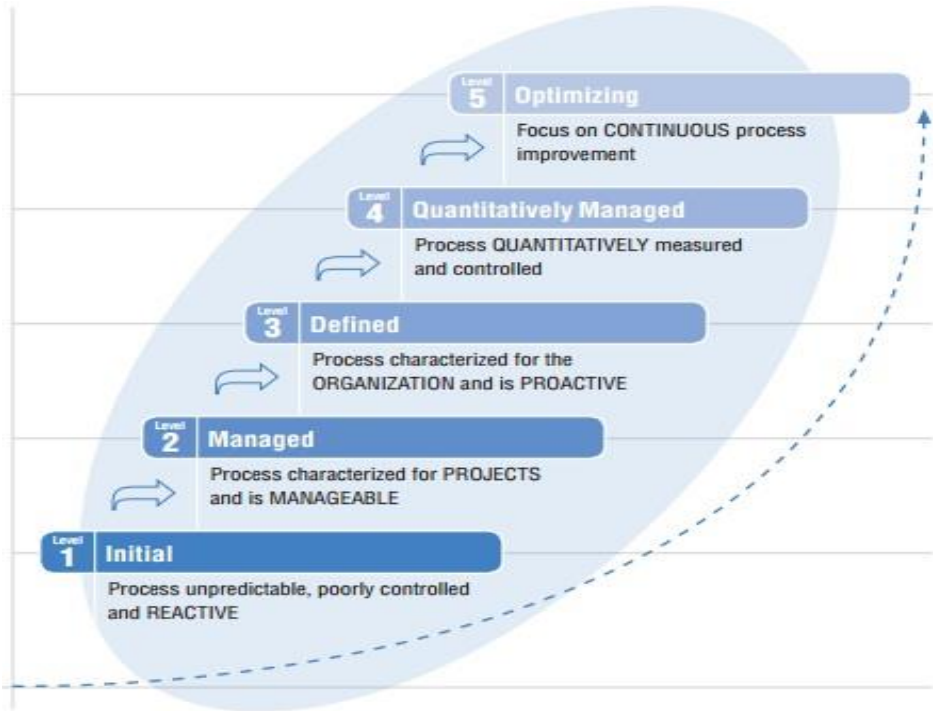 Level 5 Optimizing
Focus on CONTINUOUS process
improvement
Level 4 Quantitatively Managed
Process QUANTITATIVELY measured
and controlled
Level 3 Defined
Process characterized for the
ORGANIZATION and is PROACTIVE
Level 2 Managed
Process characterized for PROJECTS
and is MANAGEABLE
Level 1 Initial
Process unpredictable, poorly controlled
and REACTIVE